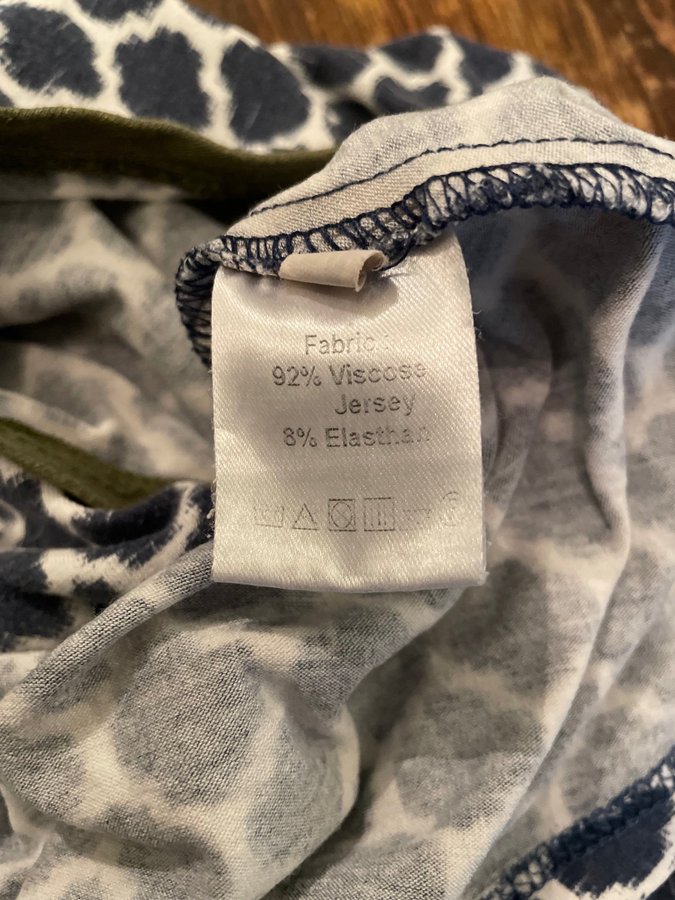 Fabric :
92% Viscose
Jersey
8% Elasthan